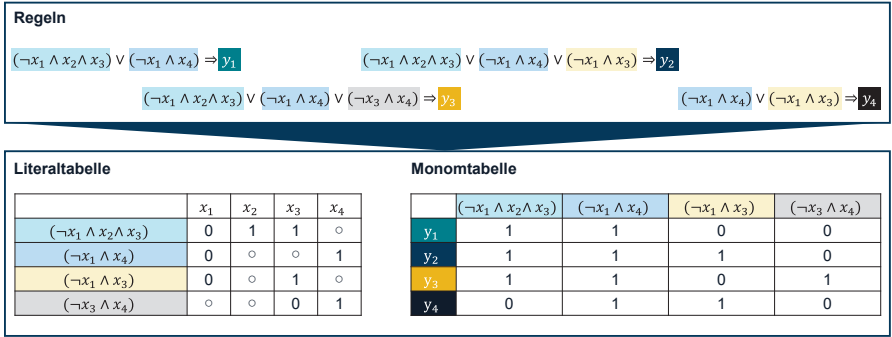 Regeln
(¬x₁ ∧ x₂∧ x₃) ∨ (¬x₁ ∧ x₄) ⇒ y₁ (¬x₁ ∧ x₂∧ x₃) ∨ (¬x₁ ∧ x₄) ∨ (¬x₁ ∧ x₃) ⇒ y₂
(¬x₁ ∧ x₂∧ x₃) ∨ (¬x₁ ∧ x₄) ∨ (¬x₃ ∧ x₄) ⇒ y₃ (¬x₁ ∧ x₄) ∨ (¬x₁ ∧ x₃) ⇒ y₄
Literaltabelle
x₁ x₂ x₃ x₄
(¬x₁ ∧ x₂∧ x₃) 0 1 1 ○
(¬x₁ ∧ x₄) 0 ○ ○ 1
(¬x₁ ∧ x₃) 0 ○ 1 ○
(¬x₃ ∧ x₄) ○ ○ 0 1
Monomtabelle
(¬x₁ ∧ x₂∧ x₃) (¬x₁ ∧ x₄) (¬x₁ ∧ x₃) (¬x₃ ∧ x₄)
y₁ 1 1 0 0
y₂ 1 1 1 0
y₃ 1 1 0 1
y₄ 0 1 1 0